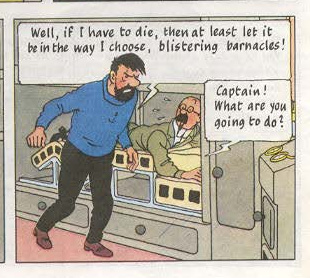 Well, if I have to die, then at least let it
be in the way I choose, blistering barnacles!
Captain!
What are you
going to do?